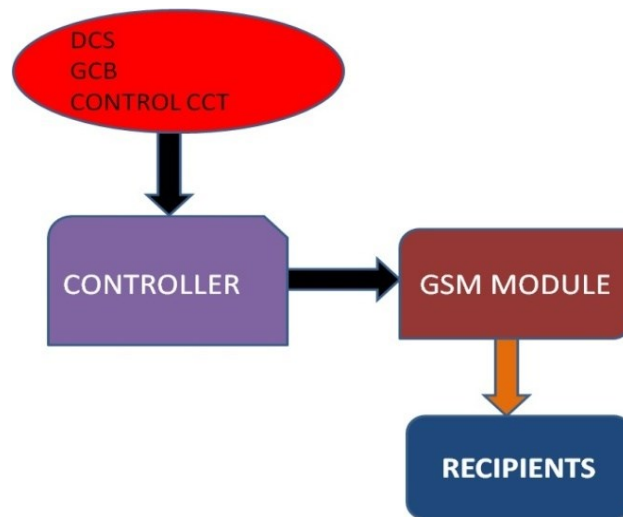 DCS
GCB
CONTROL CCT
CONTROLLER
GSM MODULE
RECIPIENTS